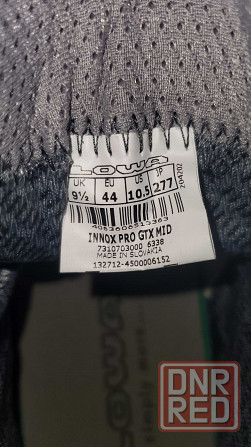 LOWA
UK EU US JP
9½ 44 10.5 277
INNOX PRO GTX MID
7310703000 6338
MADE IN SLOVAKIA
132712-4500006152
DNR
RED